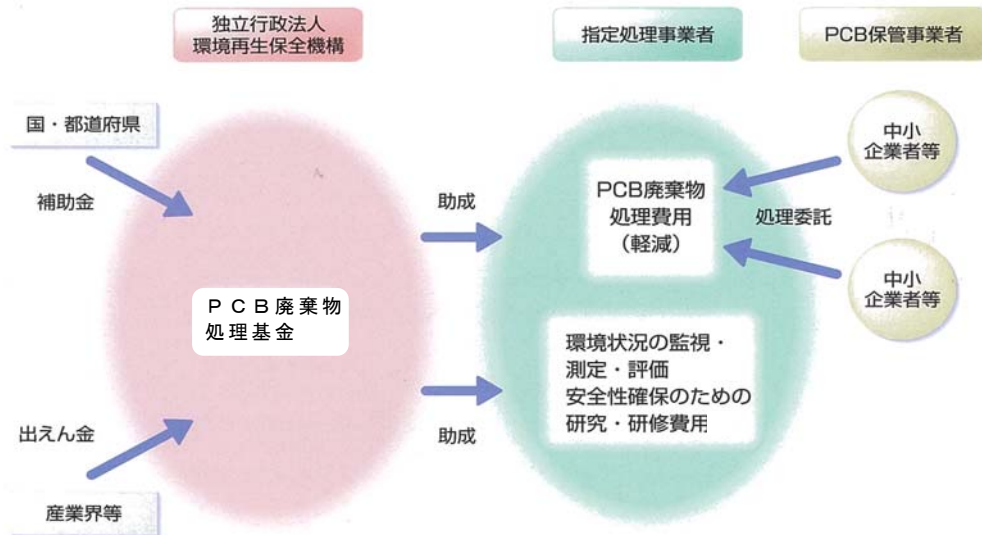 独立行政法人
環境再生保全機構
指定処理事業者
PCB保管事業者
国・都道府県
補助金
助成
PCB廃棄物
処理費用
（軽減）
中小
企業者等
処理委託
中小
企業者等
ＰＣＢ廃棄物
処理基金
環境状況の監視・
測定・評価
安全性確保のための
研究・研修費用
出えん金
助成
産業界等